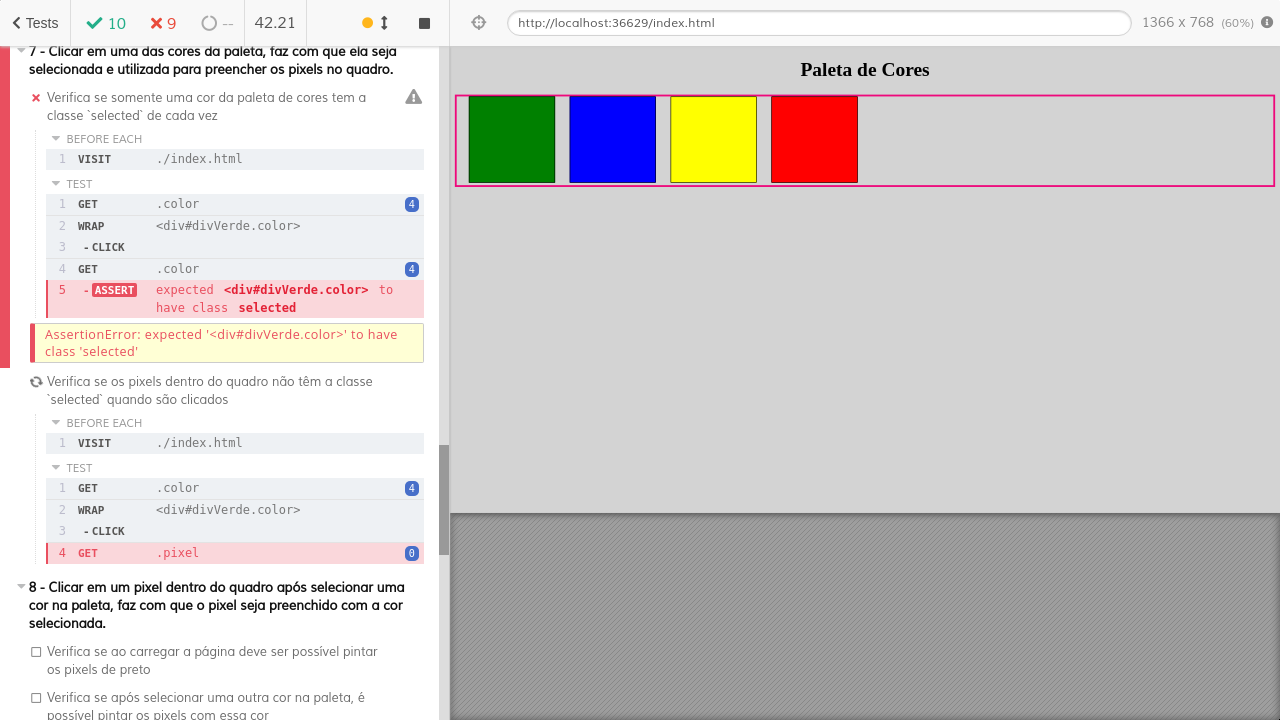 Tests 10 9 -- 42.21
http://localhost:36629/index.html 1366 x 768 (60%)
7 - Clicar em uma das cores da paleta, faz com que ela seja
selecionada e utilizada para preencher os pixels no quadro.
Verifica se somente uma cor da paleta de cores tem a
classe `selected` de cada vez
BEFORE EACH
1 VISIT ./index.html
TEST
1 GET .color 4
2 WRAP <div#divVerde.color>
3 -CLICK
4 GET .color 4
5 -ASSERT expected <div#divVerde.color> to
have class selected
AssertionError: expected '<div#divVerde.color>' to have
class 'selected'
Verifica se os pixels dentro do quadro não têm a classe
`selected` quando são clicados
BEFORE EACH
1 VISIT ./index.html
TEST
1 GET .color 4
2 WRAP <div#divVerde.color>
3 -CLICK
4 GET .pixel 0
8 - Clicar em um pixel dentro do quadro após selecionar uma
cor na paleta, faz com que o pixel seja preenchido com a cor
selecionada.
Verifica se ao carregar a página deve ser possível pintar
os pixels de preto
Verifica se após selecionar uma outra cor na paleta, é
possível pintar os pixels com essa cor
Paleta de Cores